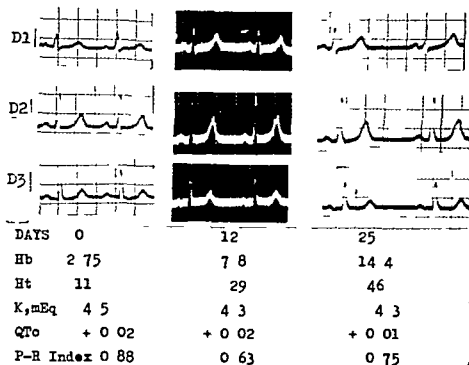 D1
D2
D3
DAYS 0 12 25
Hb 2 75 7 8 14 4
Ht 11 29 46
K,mEq 4 5 4 3 4 3
QTc + 0 02 + 0 02 + 0 01
P-R Index 0 88 0 63 0 75